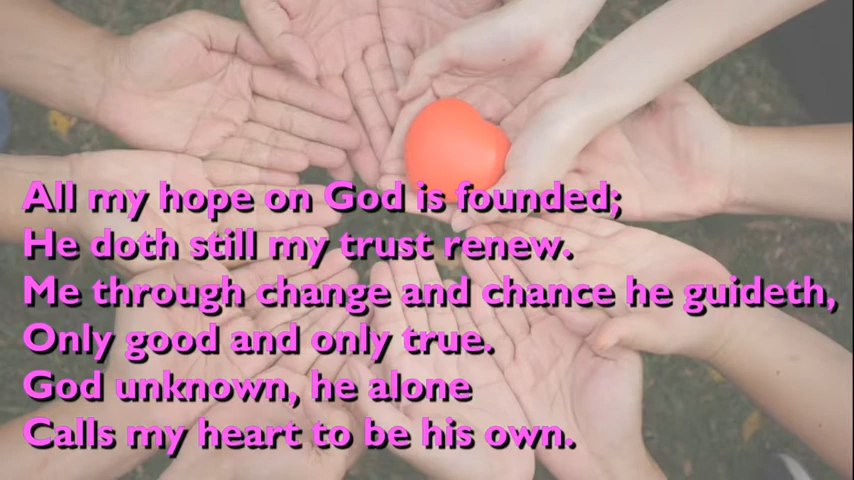 All my hope on God is founded;
He doth still my trust renew.
Me through change and chance he guideth,
Only good and only true.
God unknown, he alone
Calls my heart to be his own.